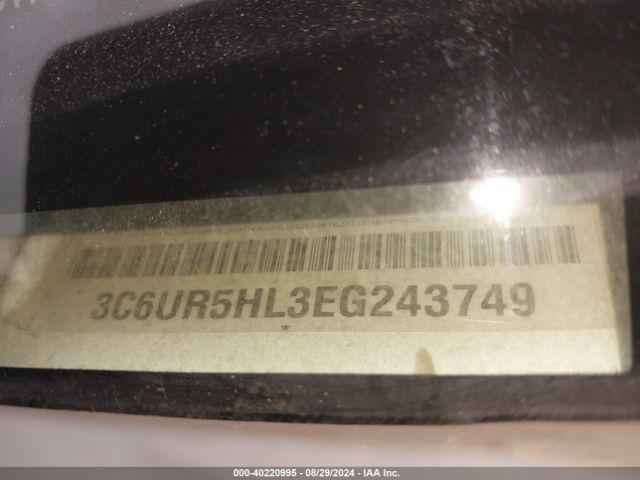 3C6UR5HL3EG243749
*
000-40220995 - 08/29/2024 - IAA Inc.